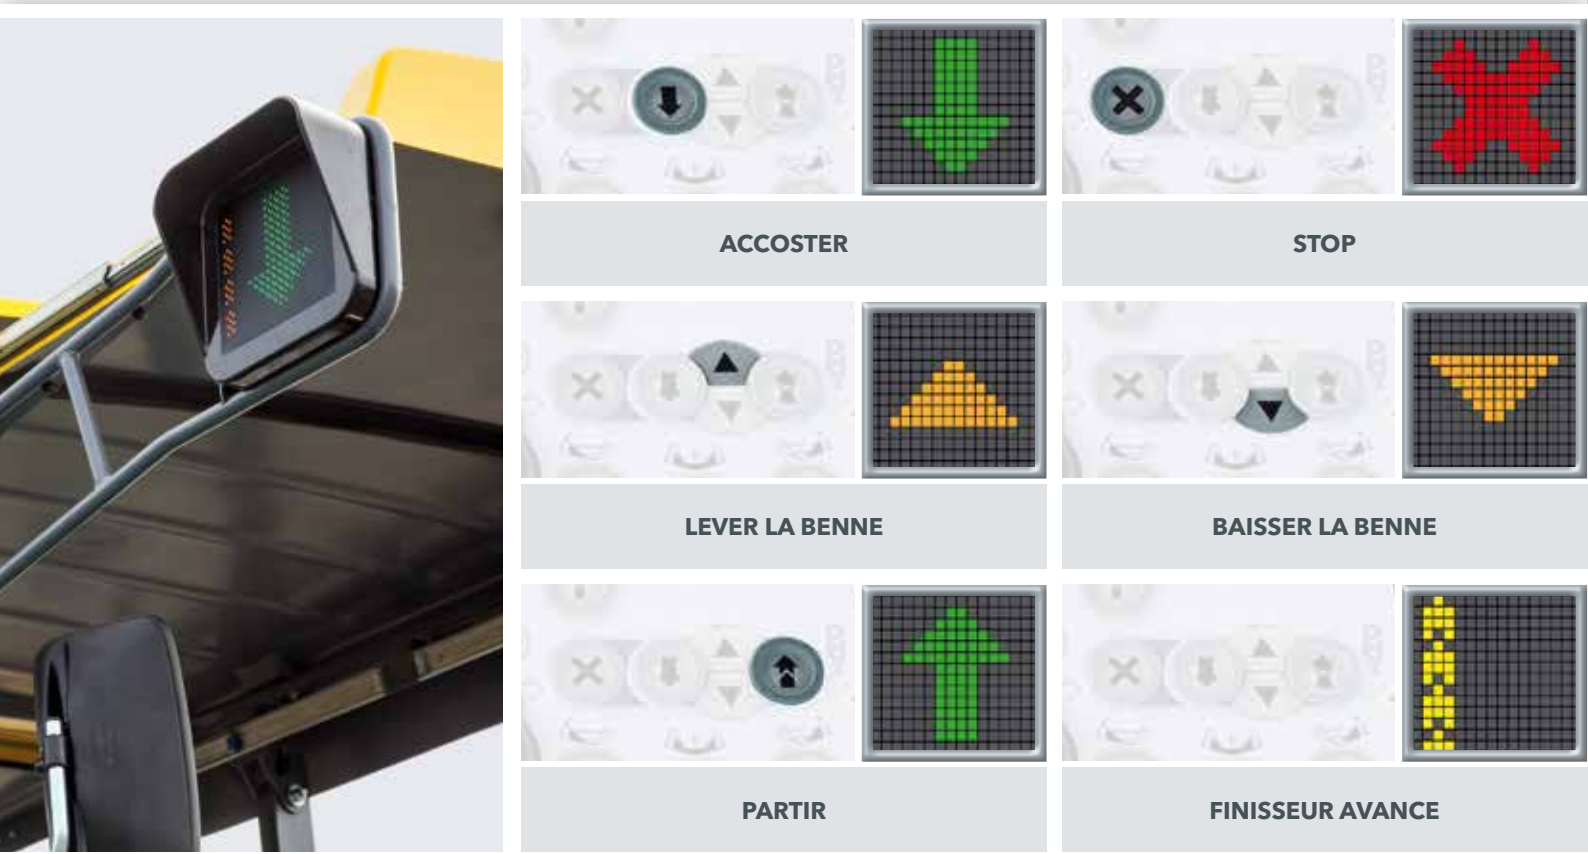 ACCOSTER
STOP
LEVER LA BENNE
BAISSER LA BENNE
PARTIR
FINISSEUR AVANCE